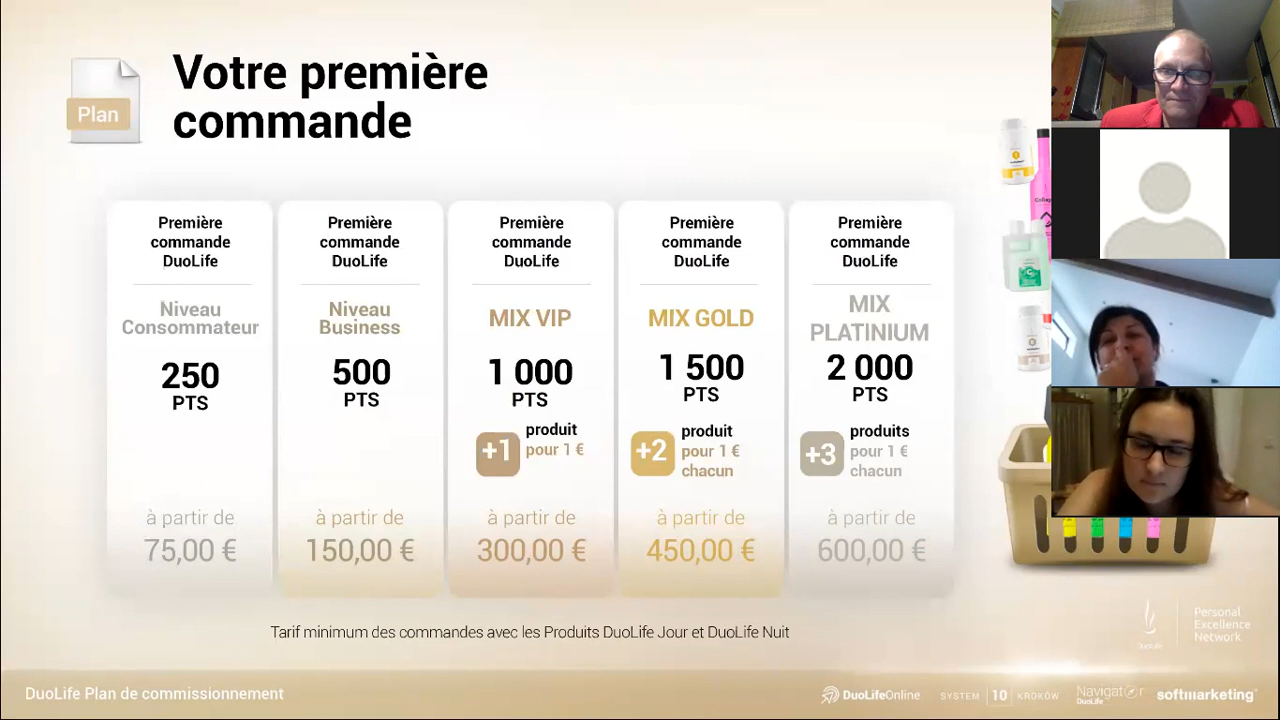 Plan
Votre première
commande
Première
commande
DuoLife
Niveau
Consommateur
250
PTS
à partir de
75,00 €
Première
commande
DuoLife
Niveau
Business
500
PTS
à partir de
150,00 €
Première
commande
DuoLife
MIX VIP
1 000
PTS
+1
produit
pour 1 €
à partir de
300,00 €
Première
commande
DuoLife
MIX GOLD
1 500
PTS
+2
produit
pour 1 €
chacun
à partir de
450,00 €
Première
commande
DuoLife
MIX
PLATINIUM
2 000
PTS
+3
produits
pour 1 €
chacun
à partir de
600,00 €
Tarif minimum des commandes avec les Produits DuoLife Jour et DuoLife Nuit
DuoLife
Personal
Excellence
Network
DuoLife Plan de commissionnement
DuoLifeOnline
SYSTEM 10 KROKÓW
Navigator
DuoLife
softmarketing